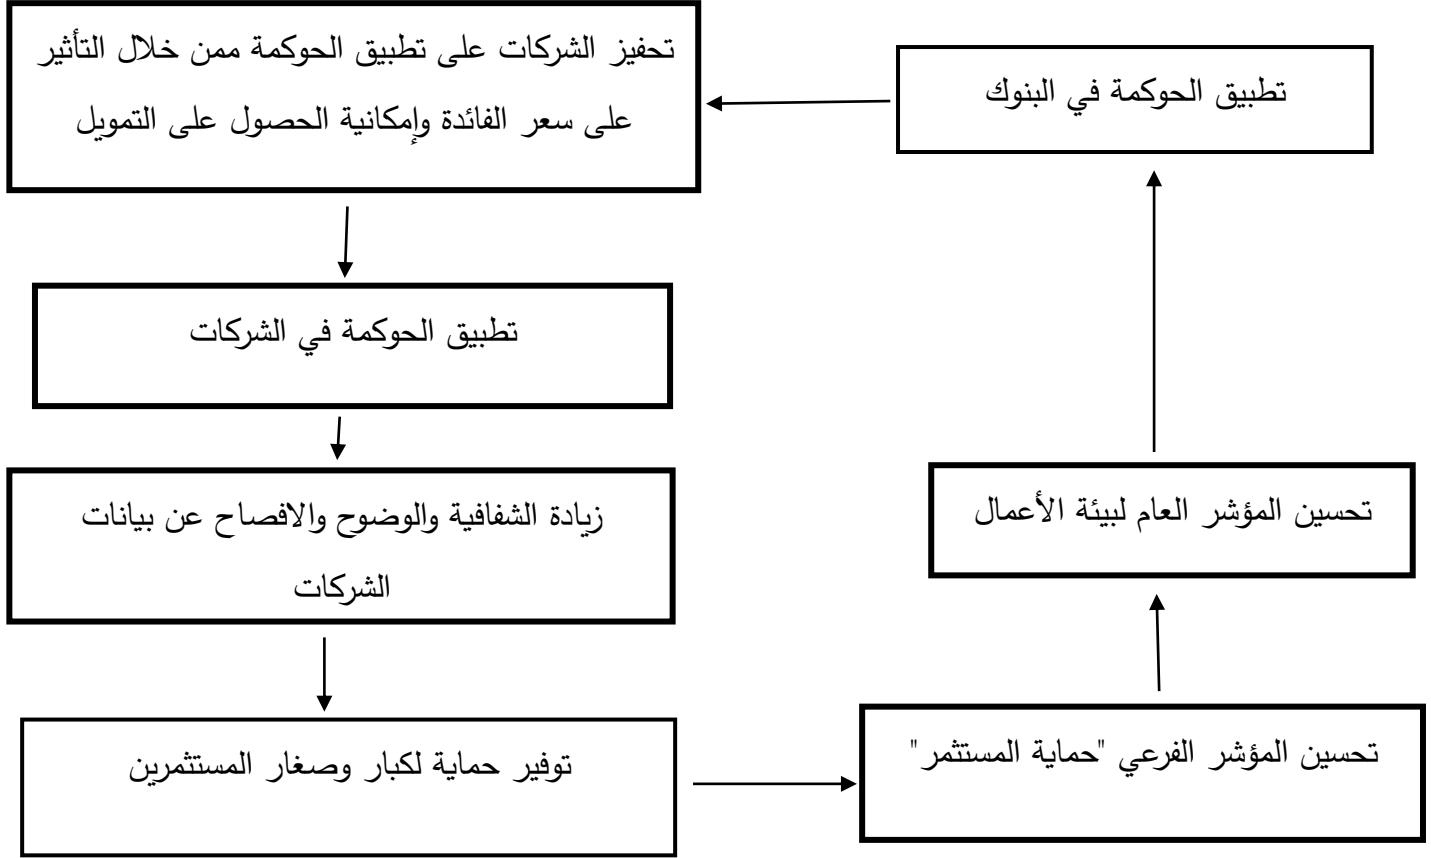 تطبيق الحوكمة في البنوك
تحفيز الشركات على تطبيق الحوكمة ممن خلال التأثير
على سعر الفائدة وإمكانية الحصول على التمويل
تطبيق الحوكمة في الشركات
زيادة الشفافية والوضوح والافصاح عن بيانات
الشركات
توفير حماية لكبار وصغار المستثمرين
تحسين المؤشر الفرعي "حماية المستثمر"
تحسين المؤشر العام لبيئة الأعمال